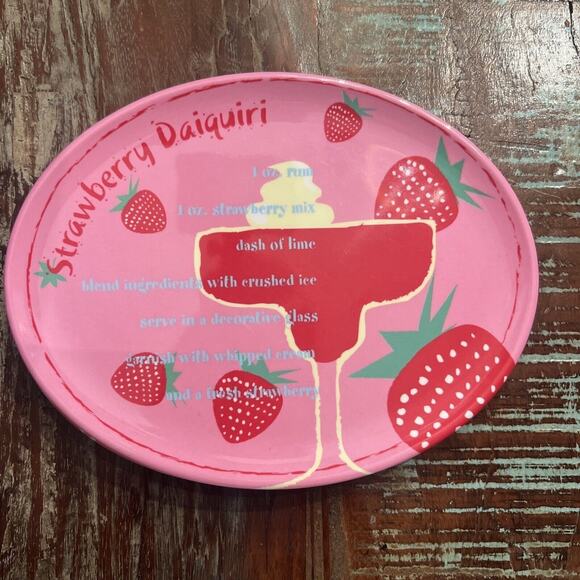 Strawberry Daiquiri
1 oz. rum
1 oz. strawberry mix
dash of lime
blend ingredients with crushed ice
serve in a decorative glass
garnish with whipped cream
and a fresh strawberry